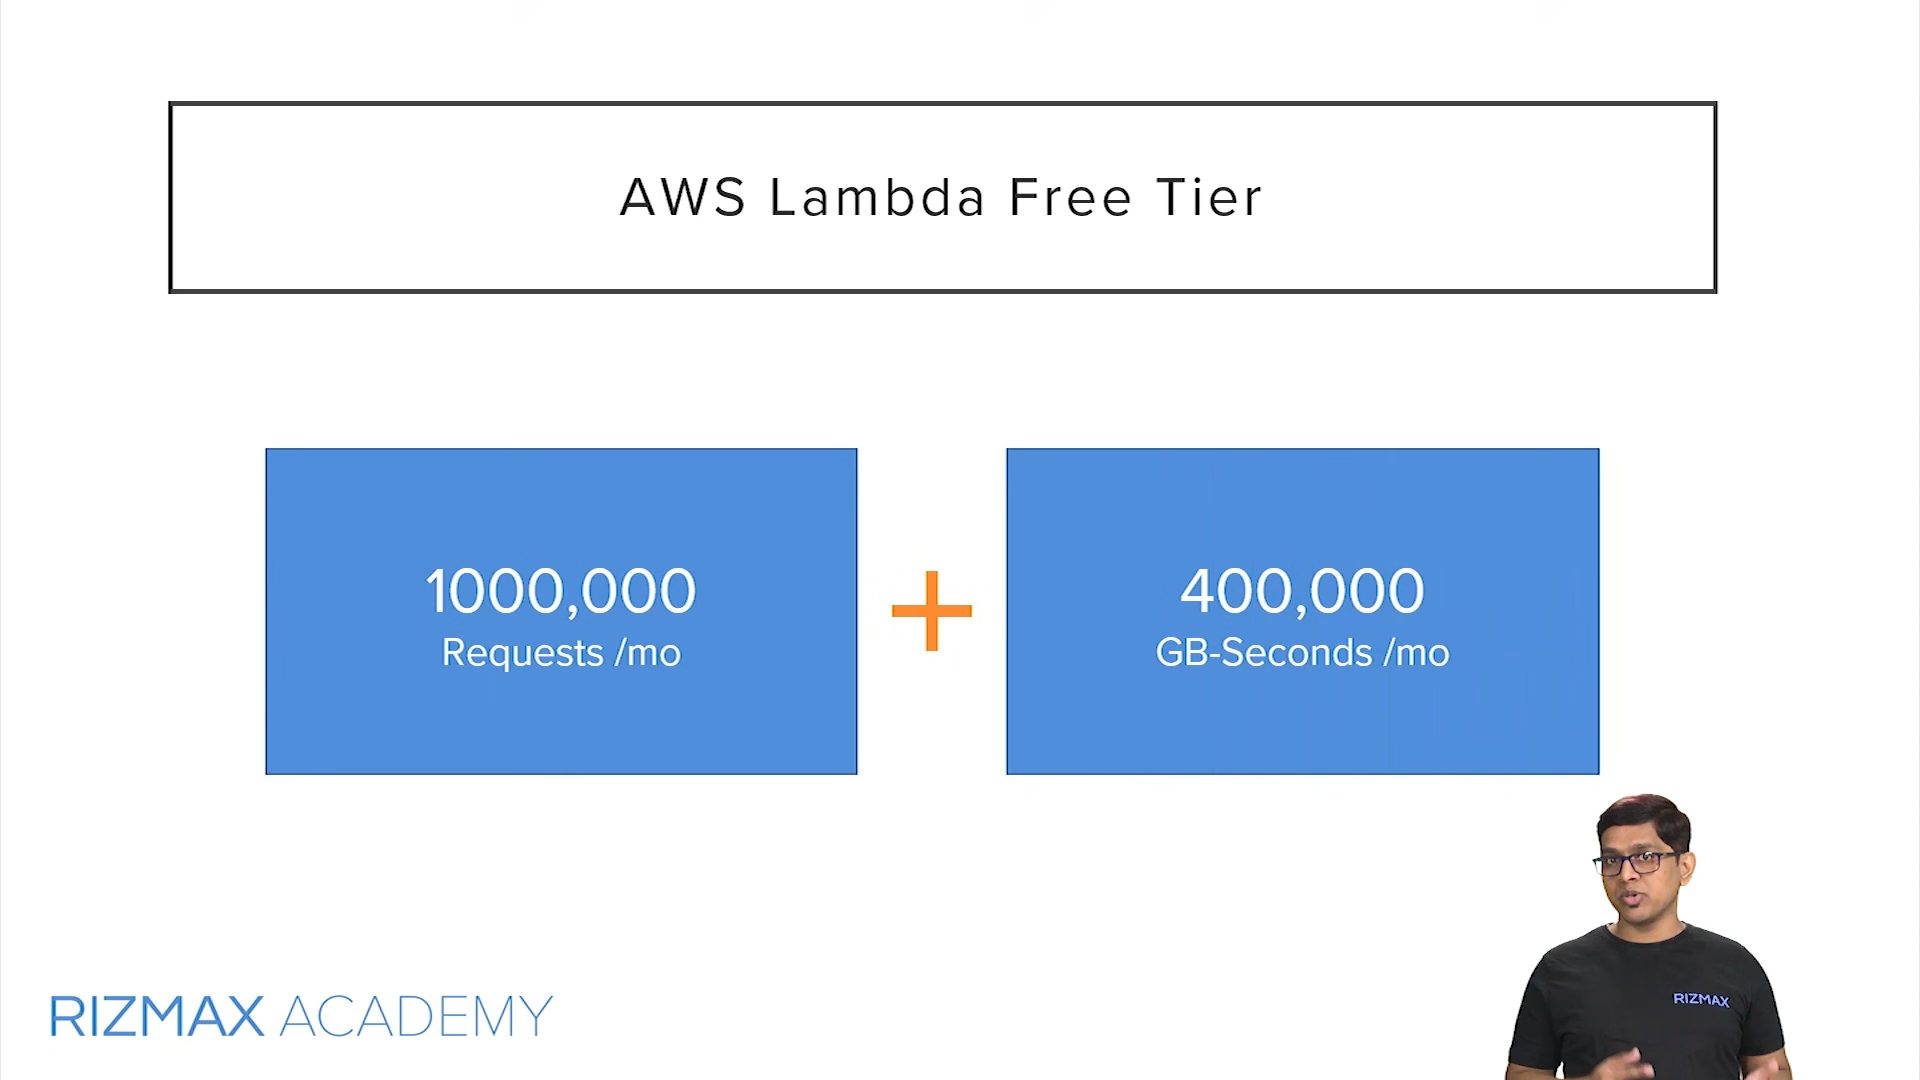 AWS Lambda Free Tier
1000,000
Requests /mo
+
400,000
GB-Seconds /mo
RIZMAX ACADEMY
RIZMAX